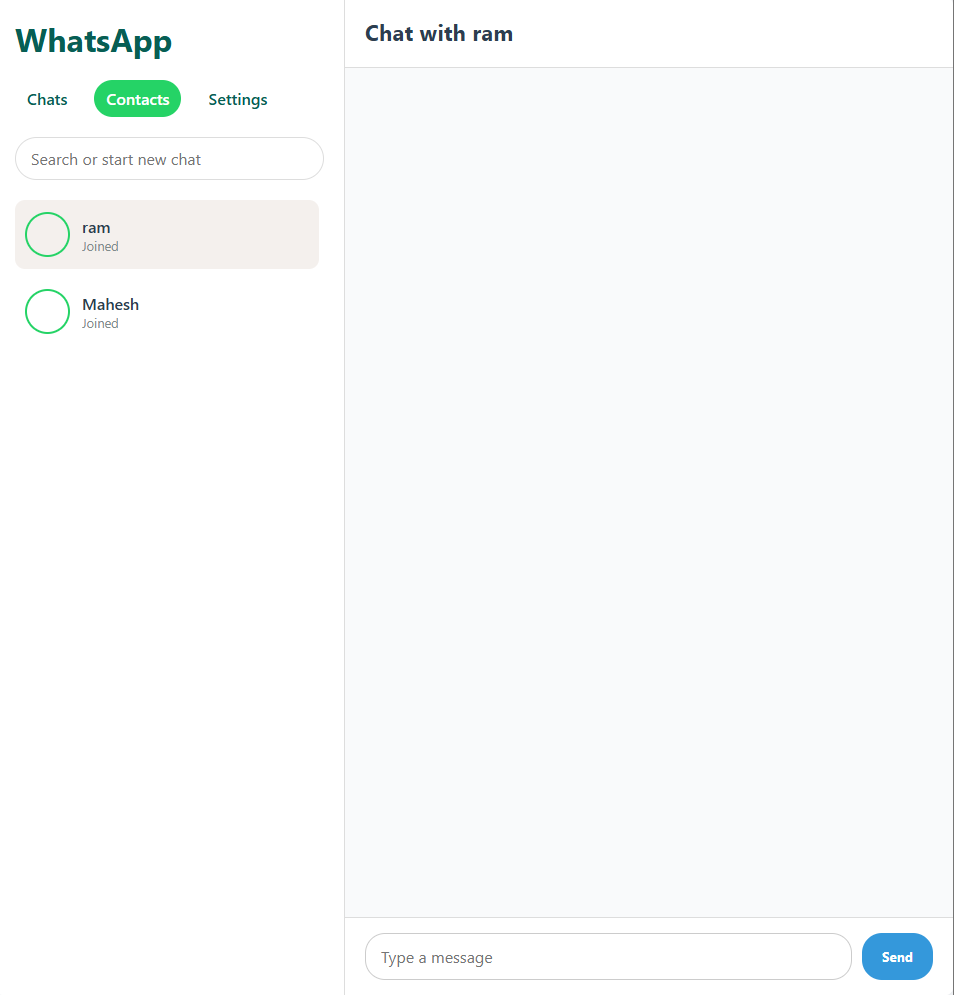 WhatsApp
Chats Contacts Settings
Search or start new chat
ram
Joined
Mahesh
Joined
Chat with ram
Type a message
Send